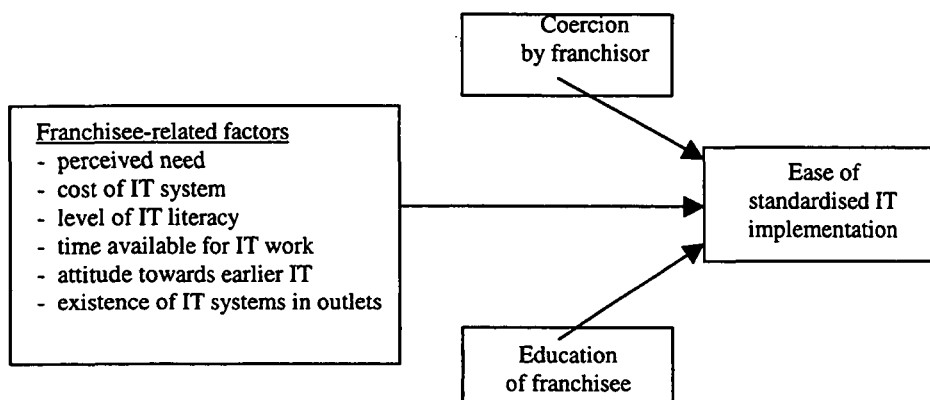 Coercion
by franchisor
Franchisee-related factors
- perceived need
- cost of IT system
- level of IT literacy
- time available for IT work
- attitude towards earlier IT
- existence of IT systems in outlets
Ease of
standardised IT
implementation
Education
of franchisee